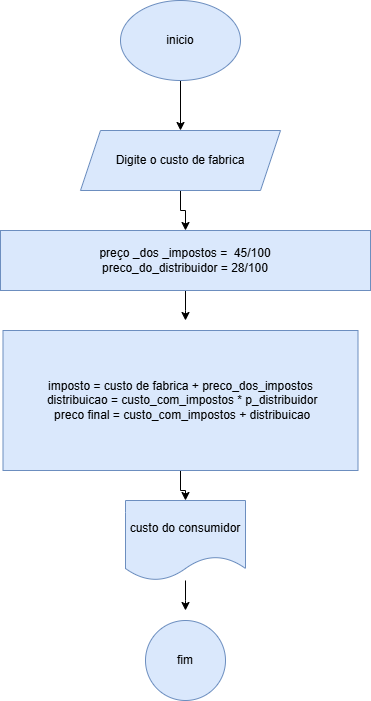 inicio
Digite o custo de fabrica
preço _dos _impostos =  45/100
preco_do_distribuidor = 28/100
imposto = custo de fabrica + preco_dos_impostos
distribuicao = custo_com_impostos * p_distribuidor
preco final = custo_com_impostos + distribuicao
custo do consumidor
fim